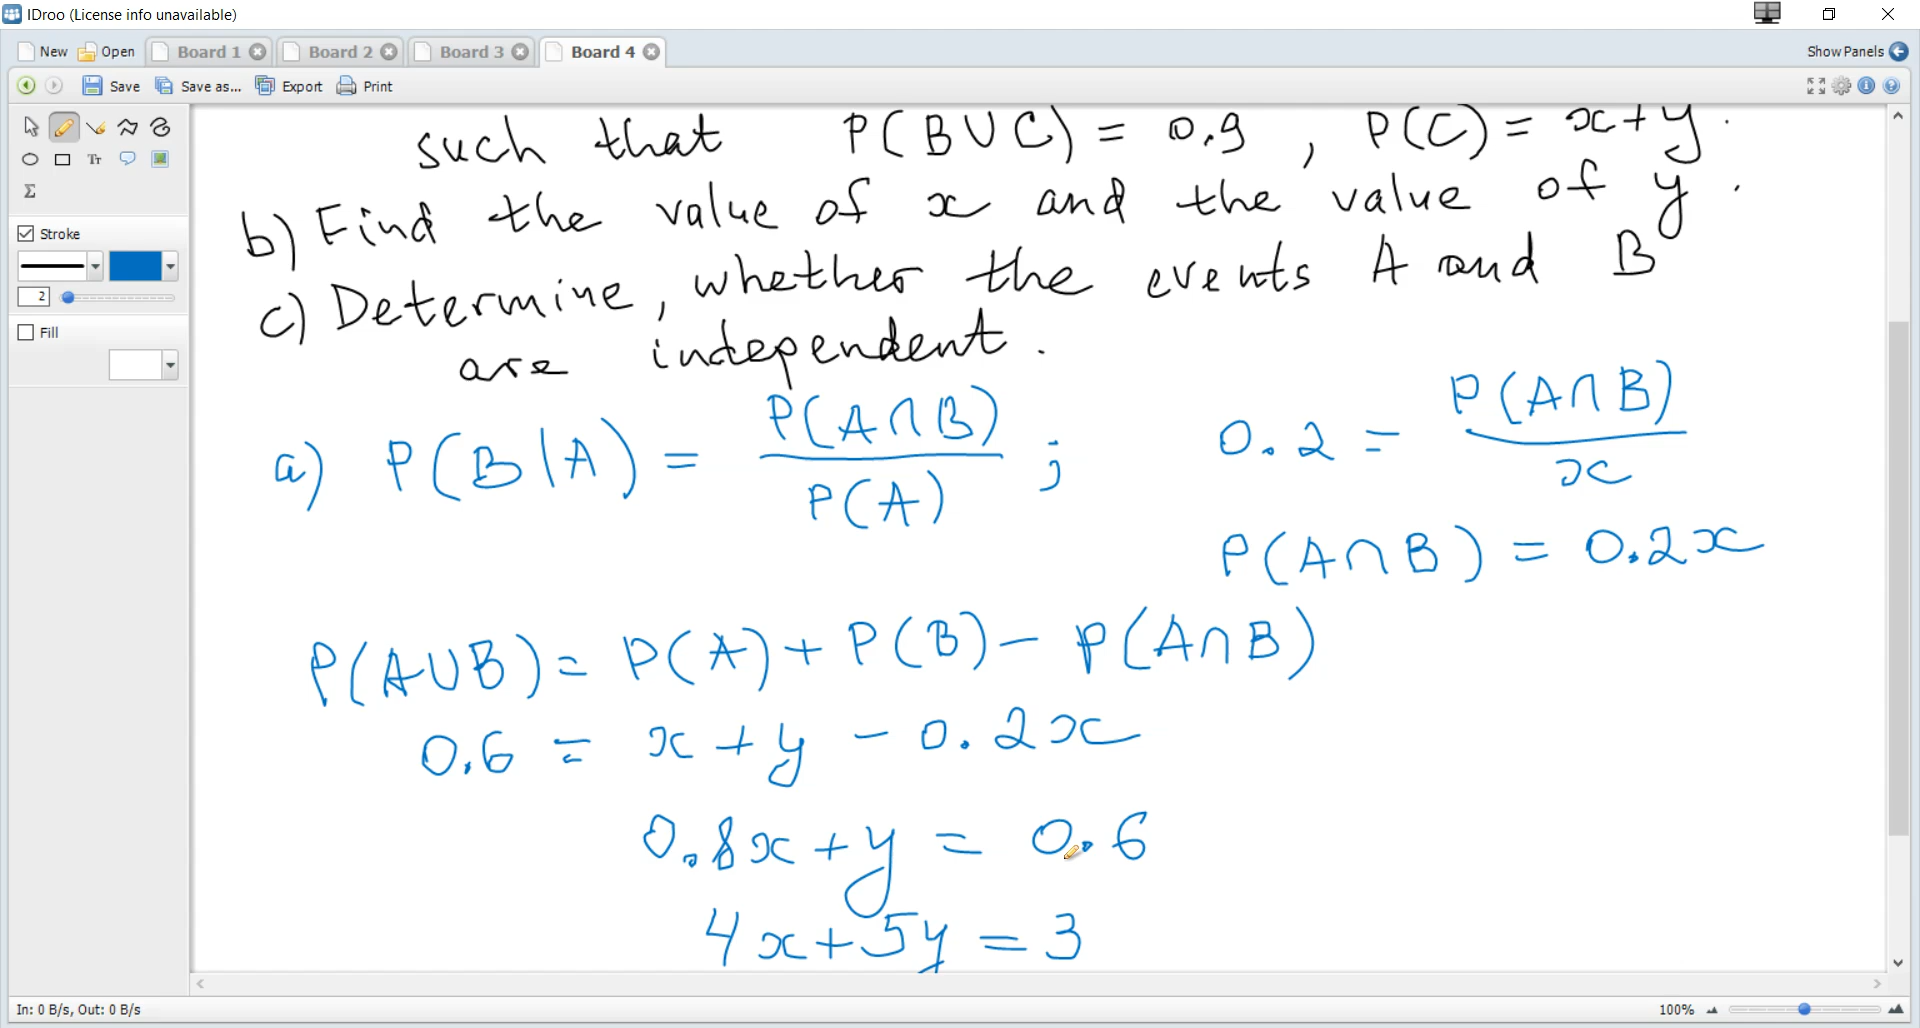 IDroo (License info unavailable)
New Open Board 1 Board 2 Board 3 Board 4 Show Panels
Save Save as... Export Print
Tт
Σ
Stroke
2
Fill
such that P(B∪C) = 0.9, P(C) = x+y.
b) Find the value of x and the value of y.
c) Determine, whether the events A and B
are independent.
a) P(B|A) = P(A∩B) / P(A) ; 0.2 = P(A∩B) / x
P(A∩B) = 0.2x
P(A∪B) = P(A) + P(B) - P(A∩B)
0.6 = x + y - 0.2x
0.8x + y = 0.6
4x + 5y = 3
In: 0 B/s, Out: 0 B/s 100%